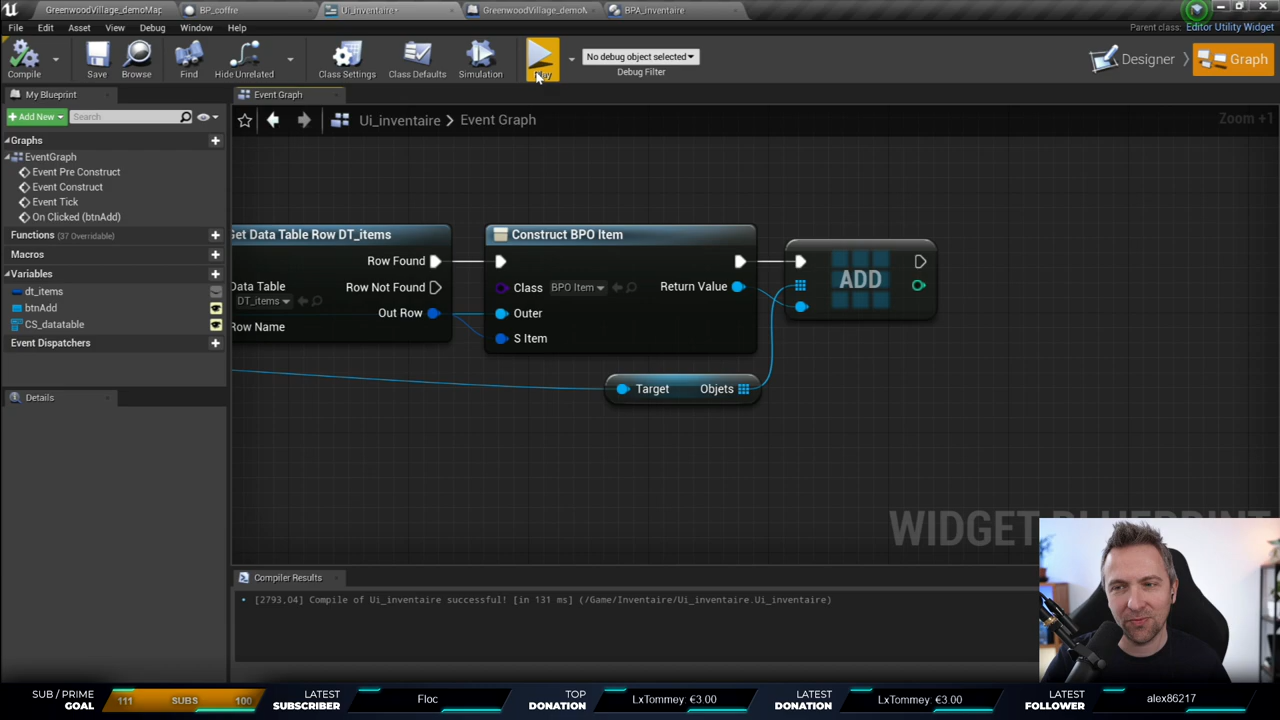 GreenwoodVillage_demoMap
BP_coffre
Ui_inventaire*
GreenwoodVillage_demoM
BPA_inventaire
File Edit Asset View Debug Window Help
Parent class: Editor Utility Widget
Compile
Save
Browse
Find
Hide Unrelated
Class Settings
Class Defaults
Simulation
Play
No debug object selected
Debug Filter
Designer
Graph
My Blueprint
Event Graph
+Add New
Search
Ui_inventaire > Event Graph
Zoom +1
Graphs
EventGraph
Event Pre Construct
Event Construct
Event Tick
On Clicked (btnAdd)
Functions (37 Overridable)
Macros
Variables
dt_items
btnAdd
CS_datatable
Event Dispatchers
Details
Get Data Table Row DT_items
Row Found
Data Table
Row Not Found
DT_items
Out Row
Row Name
Construct BPO Item
Class BPO Item
Return Value
Outer
S Item
ADD
Target Objets
WIDGET BLUEPRINT
Compiler Results
[2793,04] Compile of Ui_inventaire successful! [in 131 ms] (/Game/Inventaire/Ui_inventaire.Ui_inventaire)
SUB / PRIME GOAL
111 SUBS 100
LATEST SUBSCRIBER
Floc
TOP DONATION
LxTommey: €3.00
LATEST DONATION
LxTommey: €3.00
LATEST FOLLOWER
alex86217